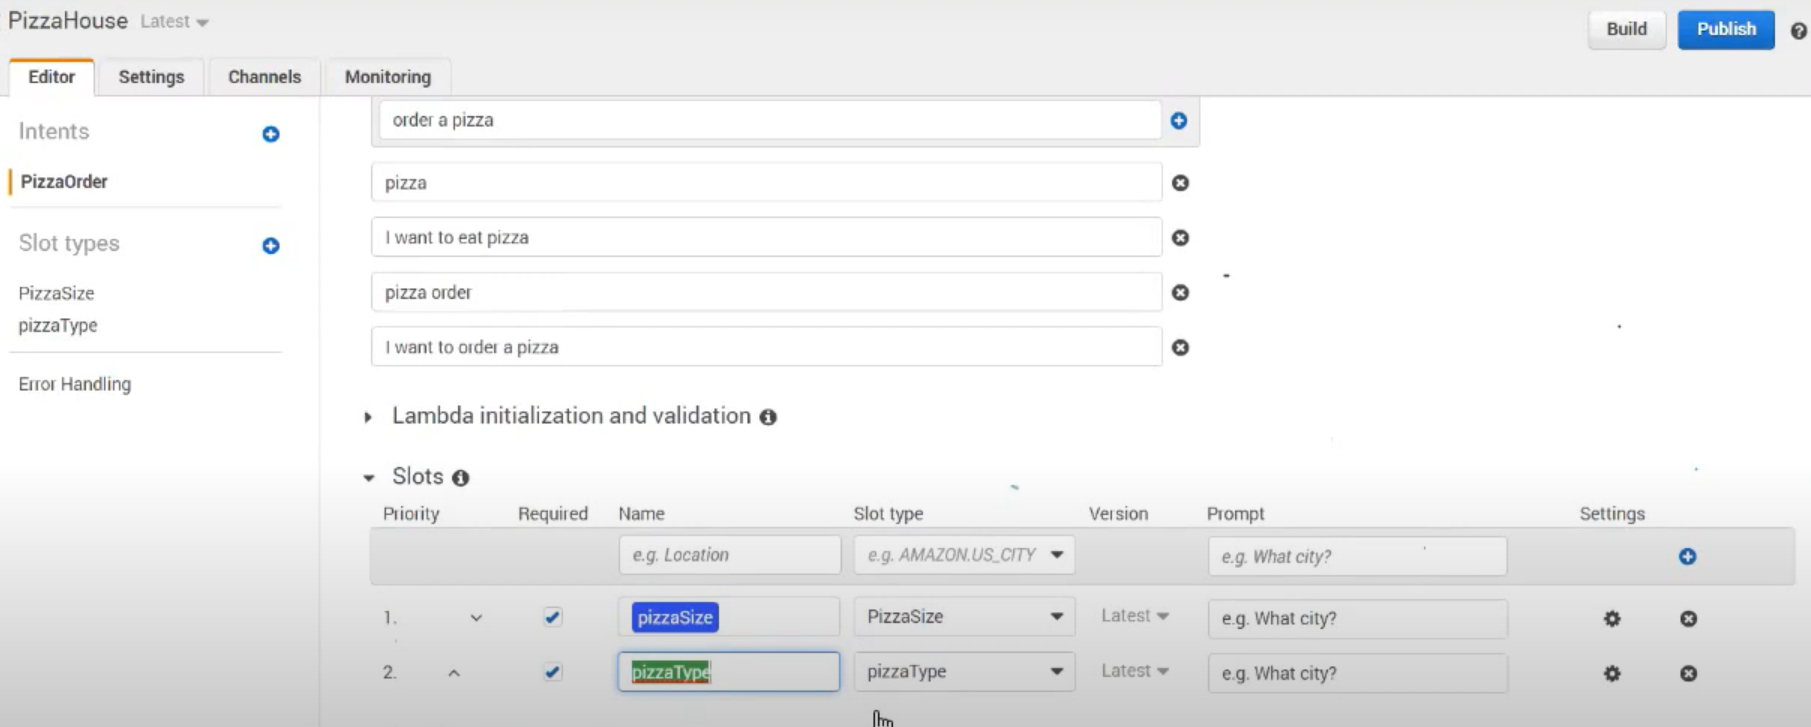 PizzaHouse Latest
Build Publish
Editor Settings Channels Monitoring
Intents
PizzaOrder
Slot types
PizzaSize
pizzaType
Error Handling
order a pizza
pizza
I want to eat pizza
pizza order
I want to order a pizza
Lambda initialization and validation
Slots
Priority Required Name Slot type Version Prompt Settings
e.g. Location e.g. AMAZON.US_CITY e.g. What city?
1. pizzaSize PizzaSize Latest e.g. What city?
2. pizzaType pizzaType Latest e.g. What city?